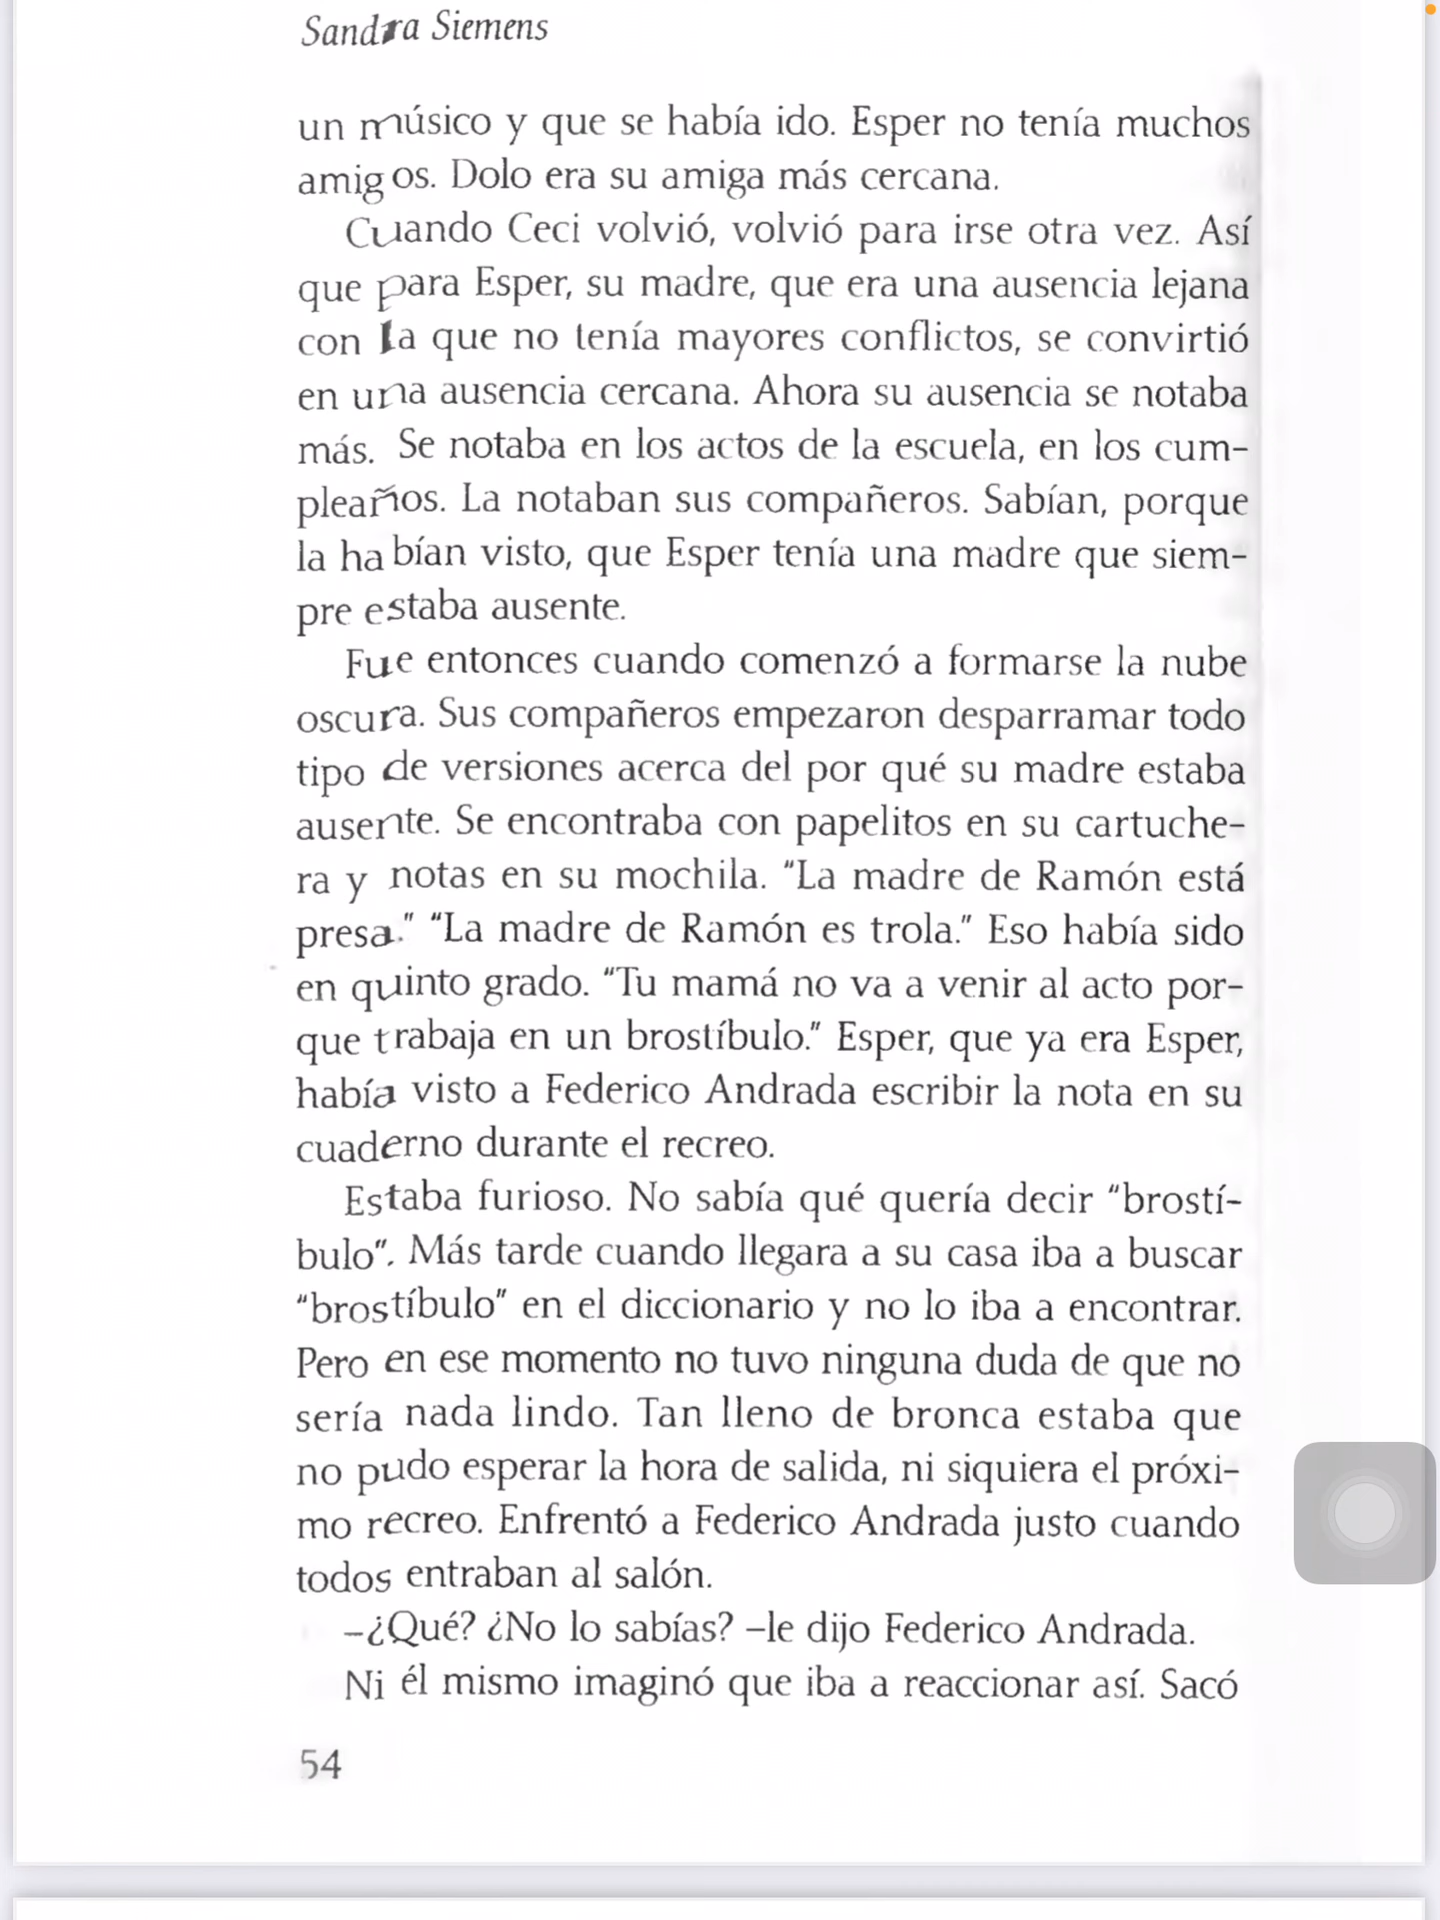 Sandra Siemens
un músico y que se había ido. Esper no tenía muchos
amigos. Dolo era su amiga más cercana.
Cuando Ceci volvió, volvió para irse otra vez. Así
que para Esper, su madre, que era una ausencia lejana
con la que no tenía mayores conflictos, se convirtió
en una ausencia cercana. Ahora su ausencia se notaba
más. Se notaba en los actos de la escuela, en los cum-
pleaños. La notaban sus compañeros. Sabían, porque
la habían visto, que Esper tenía una madre que siem-
pre estaba ausente.
Fue entonces cuando comenzó a formarse la nube
oscura. Sus compañeros empezaron desparramar todo
tipo de versiones acerca del por qué su madre estaba
ausente. Se encontraba con papelitos en su cartuche-
ra y notas en su mochila. "La madre de Ramón está
presa." "La madre de Ramón es trola." Eso había sido
en quinto grado. "Tu mamá no va a venir al acto por-
que trabaja en un brostíbulo." Esper, que ya era Esper,
había visto a Federico Andrada escribir la nota en su
cuaderno durante el recreo.
Estaba furioso. No sabía qué quería decir "brostí-
bulo". Más tarde cuando llegara a su casa iba a buscar
"brostíbulo" en el diccionario y no lo iba a encontrar.
Pero en ese momento no tuvo ninguna duda de que no
sería nada lindo. Tan lleno de bronca estaba que
no pudo esperar la hora de salida, ni siquiera el próxi-
mo recreo. Enfrentó a Federico Andrada justo cuando
todos entraban al salón.
–¿Qué? ¿No lo sabías? –le dijo Federico Andrada.
Ni él mismo imaginó que iba a reaccionar así. Sacó
54